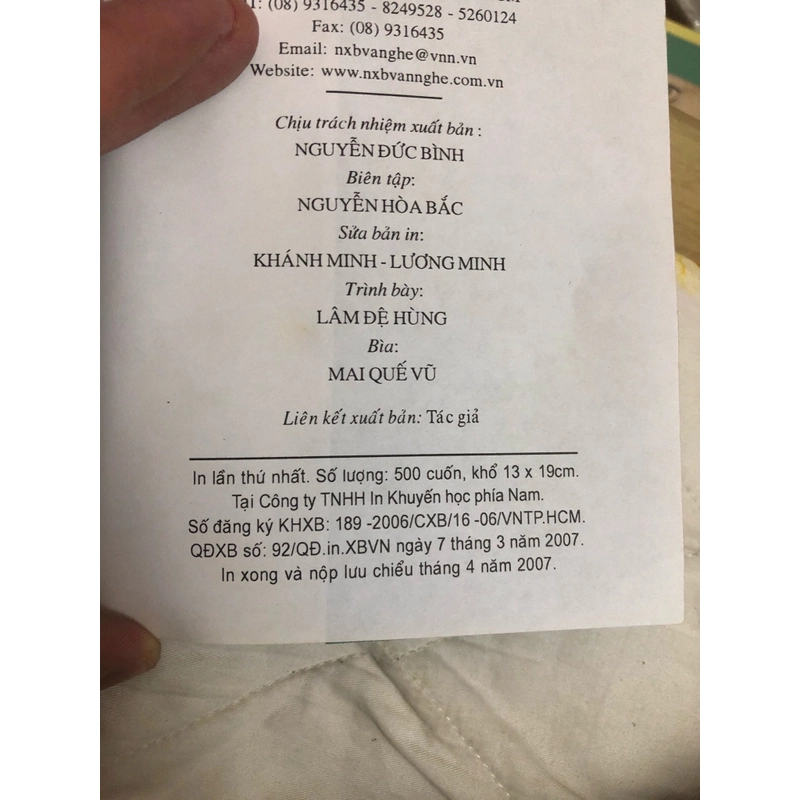 (08) 9316435 - 8249528 - 5260124
Fax: (08) 9316435
Email: nxbvanghe@vnn.vn
Website: www.nxbvannghe.com.vn
Chịu trách nhiệm xuất bản :
NGUYỄN ĐỨC BÌNH
Biên tập:
NGUYỄN HÒA BẮC
Sửa bản in:
KHÁNH MINH - LƯƠNG MINH
Trình bày:
LÂM ĐỆ HÙNG
Bìa:
MAI QUẾ VŨ
Liên kết xuất bản: Tác giả
In lần thứ nhất. Số lượng: 500 cuốn, khổ 13 x 19cm.
Tại Công ty TNHH In Khuyến học phía Nam.
Số đăng ký KHXB: 189 -2006/CXB/16 -06/VNTP.HCM.
QĐXB số: 92/QĐ.in.XBVN ngày 7 tháng 3 năm 2007.
In xong và nộp lưu chiểu tháng 4 năm 2007.